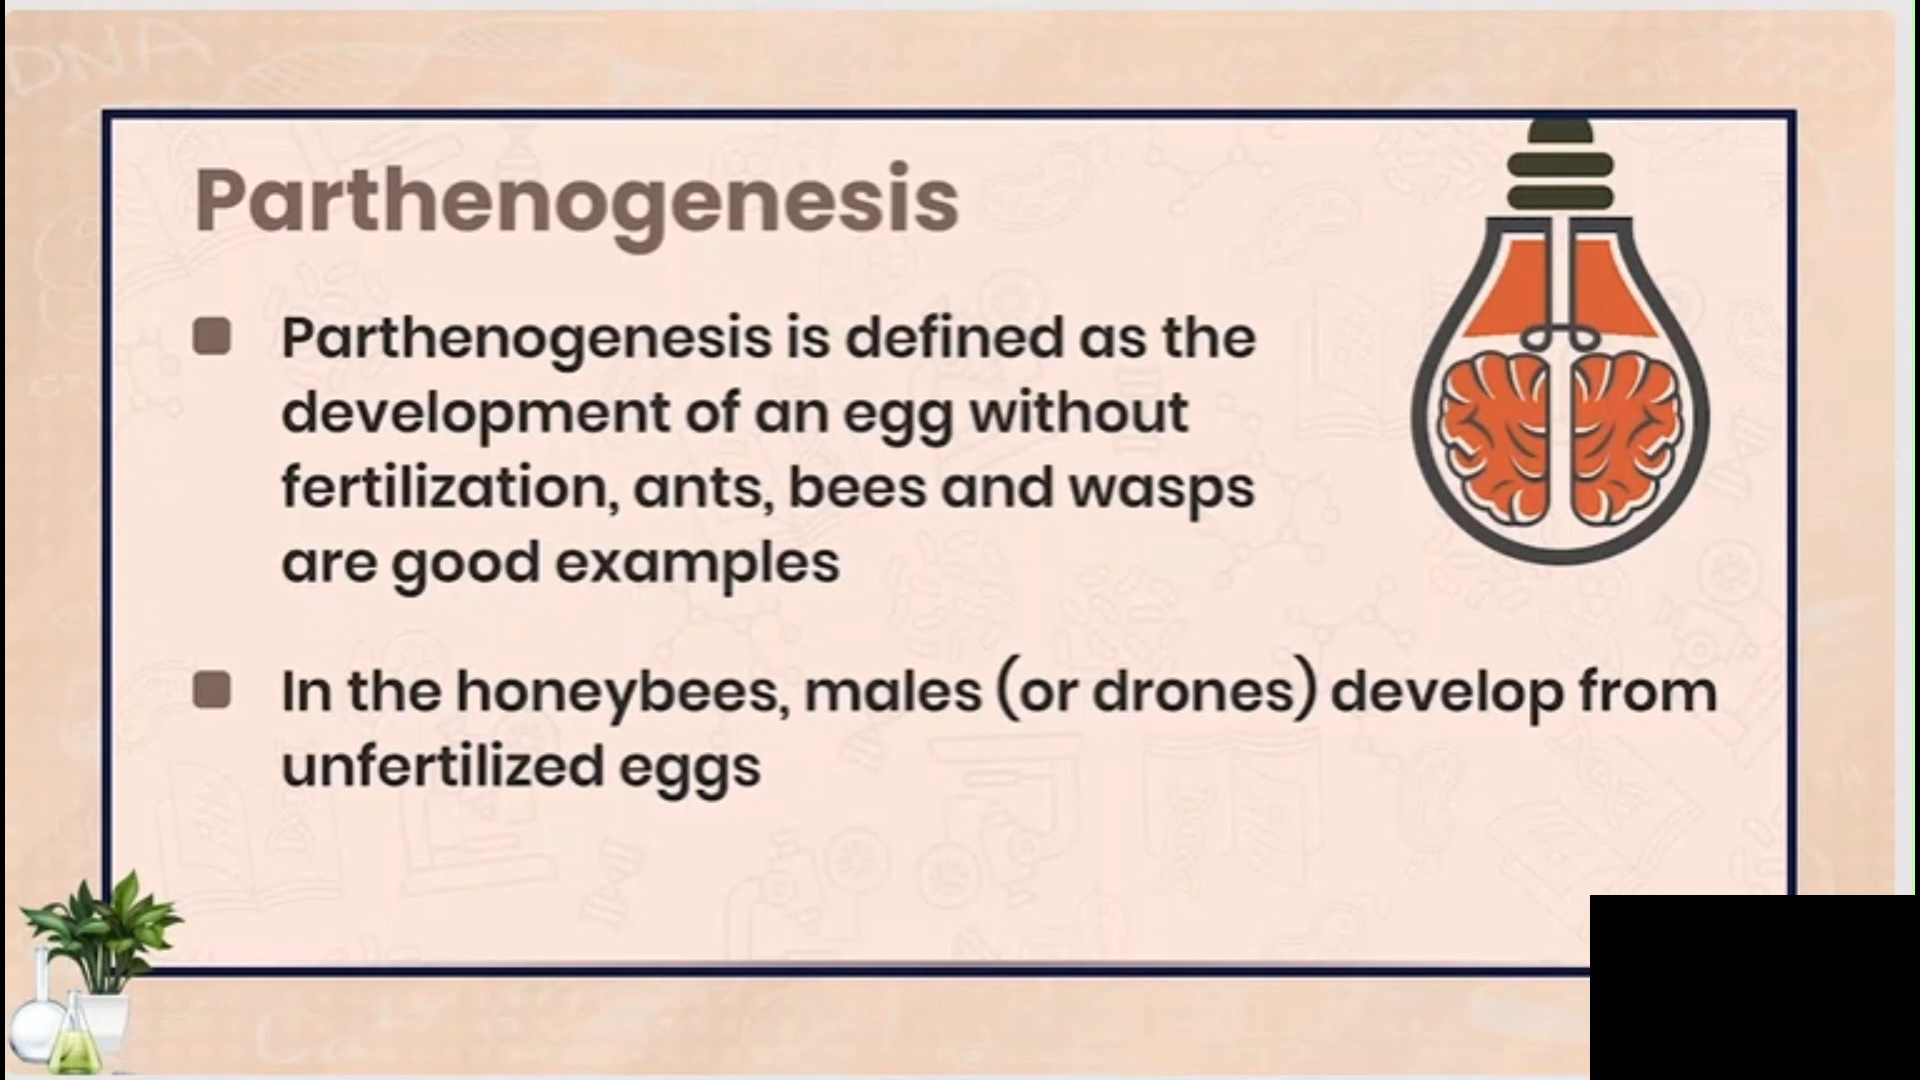 DNA
Parthenogenesis
Parthenogenesis is defined as the
development of an egg without
fertilization, ants, bees and wasps
are good examples
In the honeybees, males (or drones) develop from
unfertilized eggs